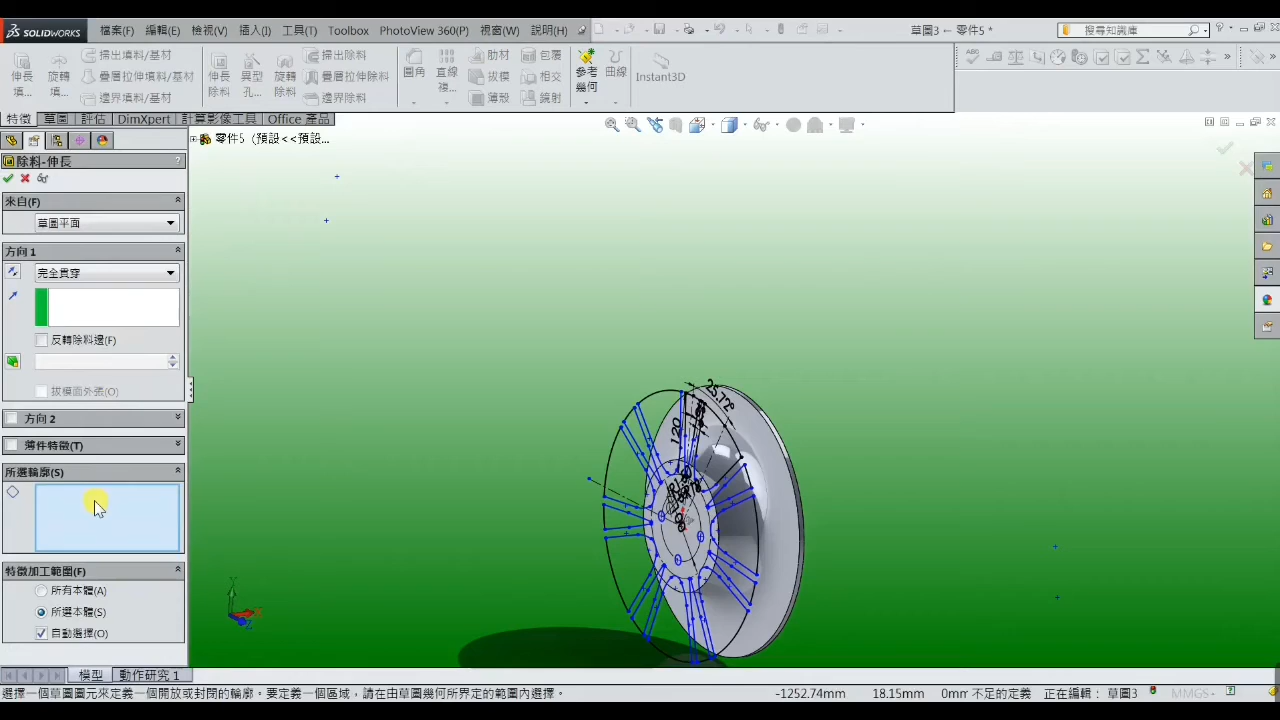 SOLIDWORKS 檔案(F) 編輯(E) 檢視(V) 插入(I) 工具(T) Toolbox PhotoView 360(P) 視窗(W) 說明(H) 草圖3 ← 零件5 * 搜尋知識庫
伸長填... 旋轉填... 掃出填料/基材 疊層拉伸填料/基材 邊界填料/基材 伸長除料 異型孔... 旋轉除料 掃出除料 疊層拉伸除料 邊界除料 圓角 直線複... 肋材 拔模 薄殼 包覆 相交 鏡射 參考幾何 曲線 Instant3D
特徵 草圖 評估 DimXpert 計算影像工具 Office 產品
零件5 (預設<<預設...
除料-伸長 ?
來自(F)
草圖平面
方向1
完全貫穿
反轉除料邊(F)
拔模面外張(O)
方向2
薄件特徵(T)
所選輪廓(S)
特徵加工範圍(F)
所有本體(A)
所選本體(S)
自動選擇(O)
25.72°
120
模型 動作研究 1
選擇一個草圖圖元來定義一個開放或封閉的輪廓。要定義一個區域，請在由草圖幾何所界定的範圍內選擇。 -1252.74mm 18.15mm 0mm 不足的定義 正在編輯： 草圖3 MMGS